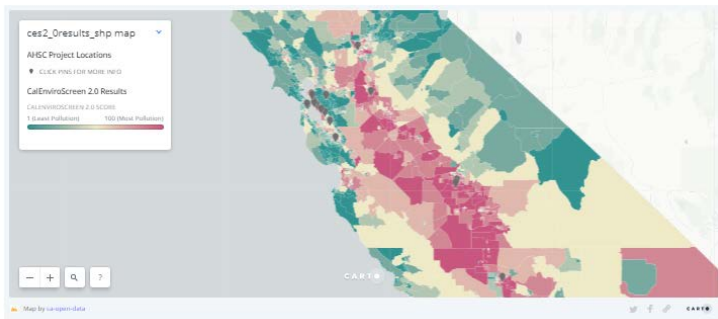 ces2_0results_shp map
AHSC Project Locations
CLICK PINS FOR MORE INFO
CalEnviroScreen 2.0 Results
CALENVIROSCREEN 2.0 SCORE
1 (Least Pollution) 100 (Most Pollution)
CARTO
− + ?
Map by ca-open-data
CARTO